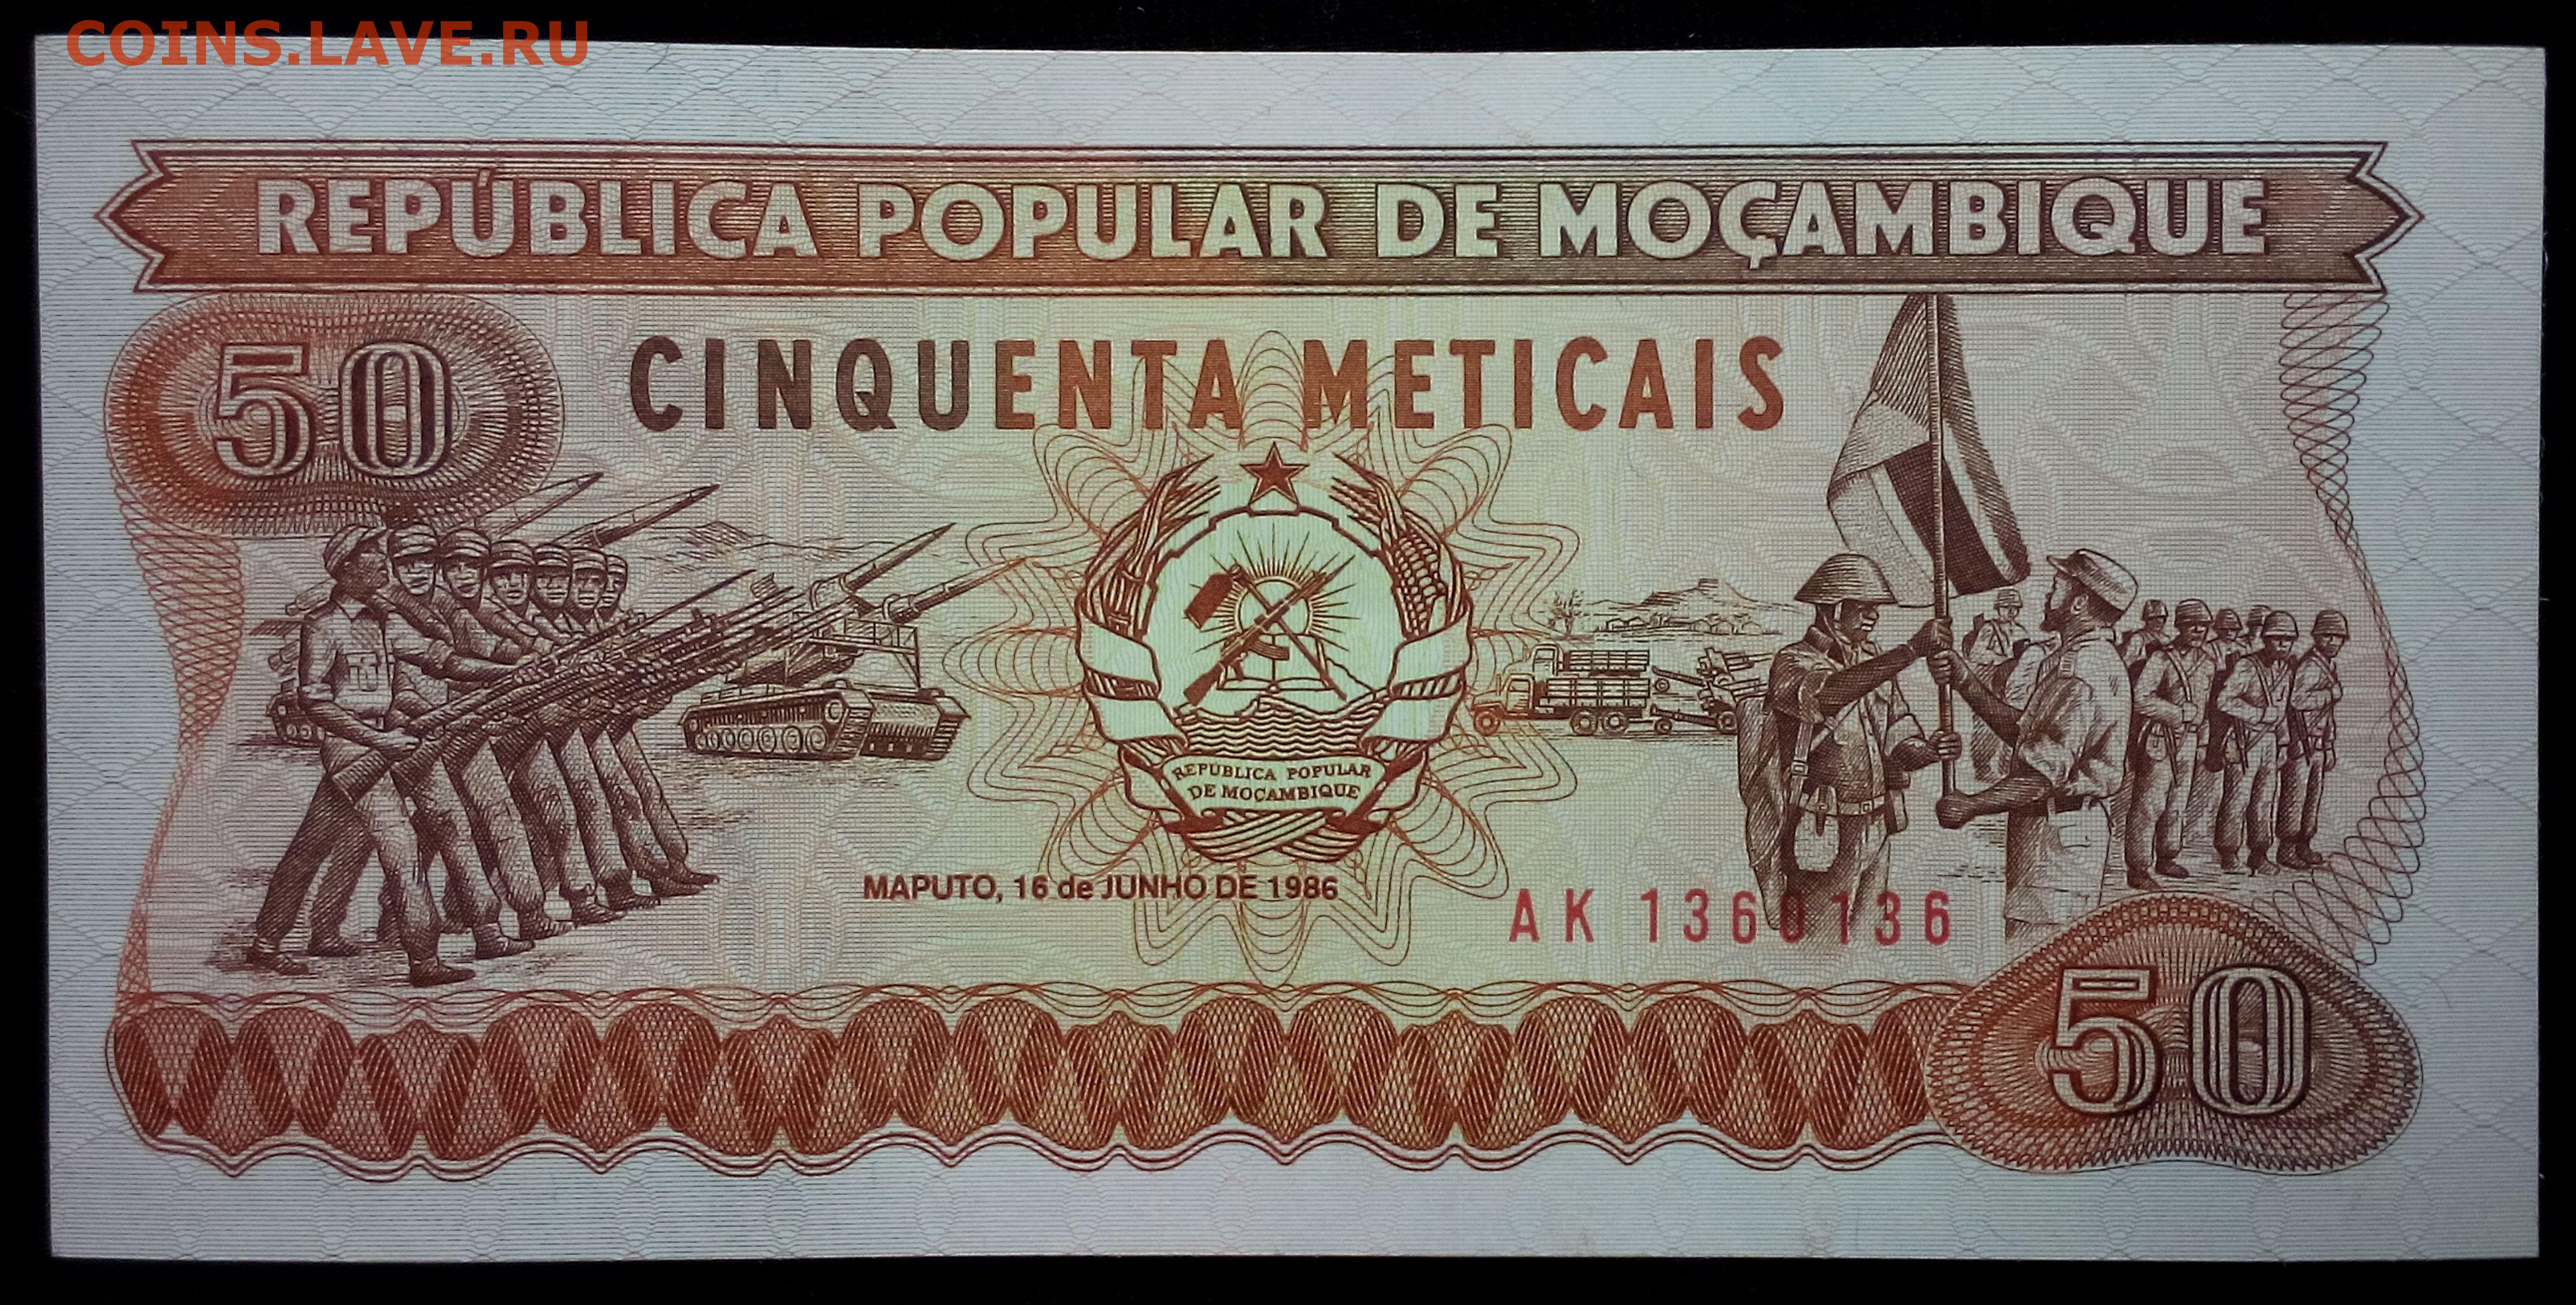 COINS.LAVE.RU
REPÚBLICA POPULAR DE MOÇAMBIQUE
50
CINQUENTA METICAIS
REPÚBLICA POPULAR
DE MOÇAMBIQUE
MAPUTO, 16 de JUNHO DE 1986
AK 1360136
50